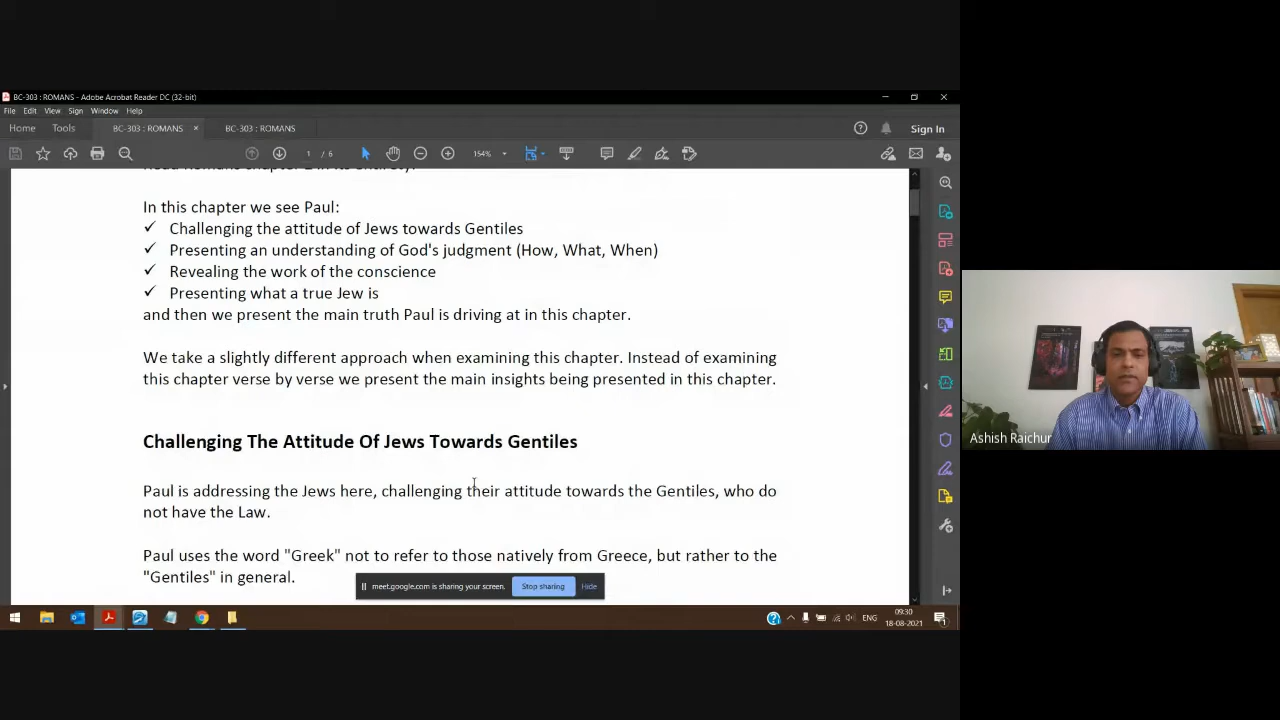 BC-303 : ROMANS - Adobe Acrobat Reader DC (32-bit)
File Edit View Sign Window Help
Home Tools BC-303 : ROMANS × BC-303 : ROMANS Sign In
1 / 6 154%
In this chapter we see Paul:
✓ Challenging the attitude of Jews towards Gentiles
✓ Presenting an understanding of God's judgment (How, What, When)
✓ Revealing the work of the conscience
✓ Presenting what a true Jew is
and then we present the main truth Paul is driving at in this chapter.
We take a slightly different approach when examining this chapter. Instead of examining
this chapter verse by verse we present the main insights being presented in this chapter.
Challenging The Attitude Of Jews Towards Gentiles
Paul is addressing the Jews here, challenging their attitude towards the Gentiles, who do
not have the Law.
Paul uses the word "Greek" not to refer to those natively from Greece, but rather to the
"Gentiles" in general.
meet.google.com is sharing your screen. Stop sharing Hide
ENG
09:30
18-08-2021
Ashish Raichur